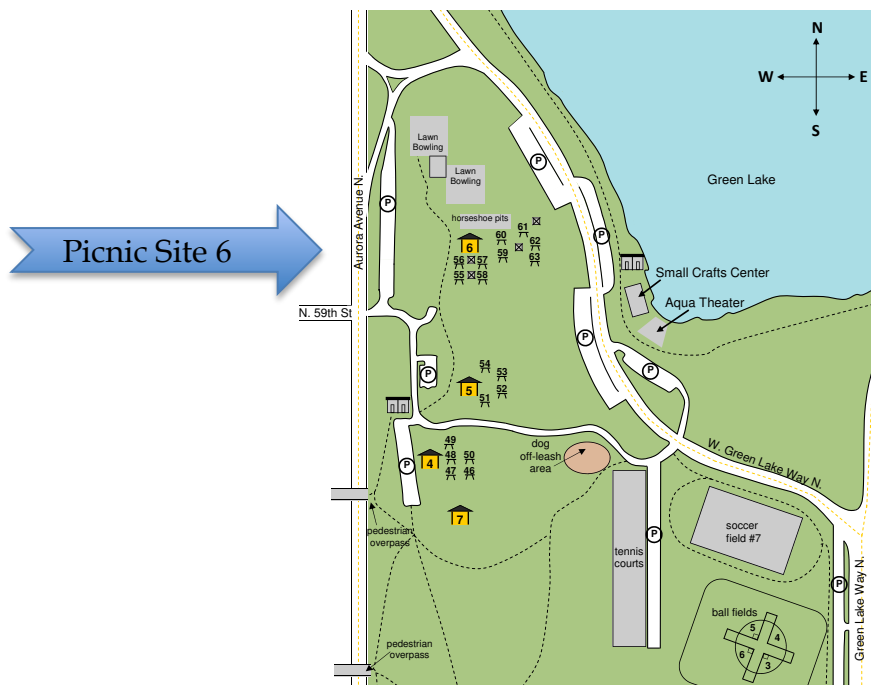 N
W E
S
Lawn
Bowling
Lawn
Bowling
Green Lake
P
P
horseshoe pits
61
60
62
6
59
63
56 57
55 58
P
Picnic Site 6
Aurora Avenue N.
Small Crafts Center
Aqua Theater
N. 59th St
P
54
53
P
P
5
52
51
49
48 50
4
47 46
P
dog
off-leash
area
W. Green Lake Way N.
7
pedestrian
overpass
P
tennis
courts
soccer
field #7
P
ball fields
5
4
6
3
Green Lake Way N.
pedestrian
overpass